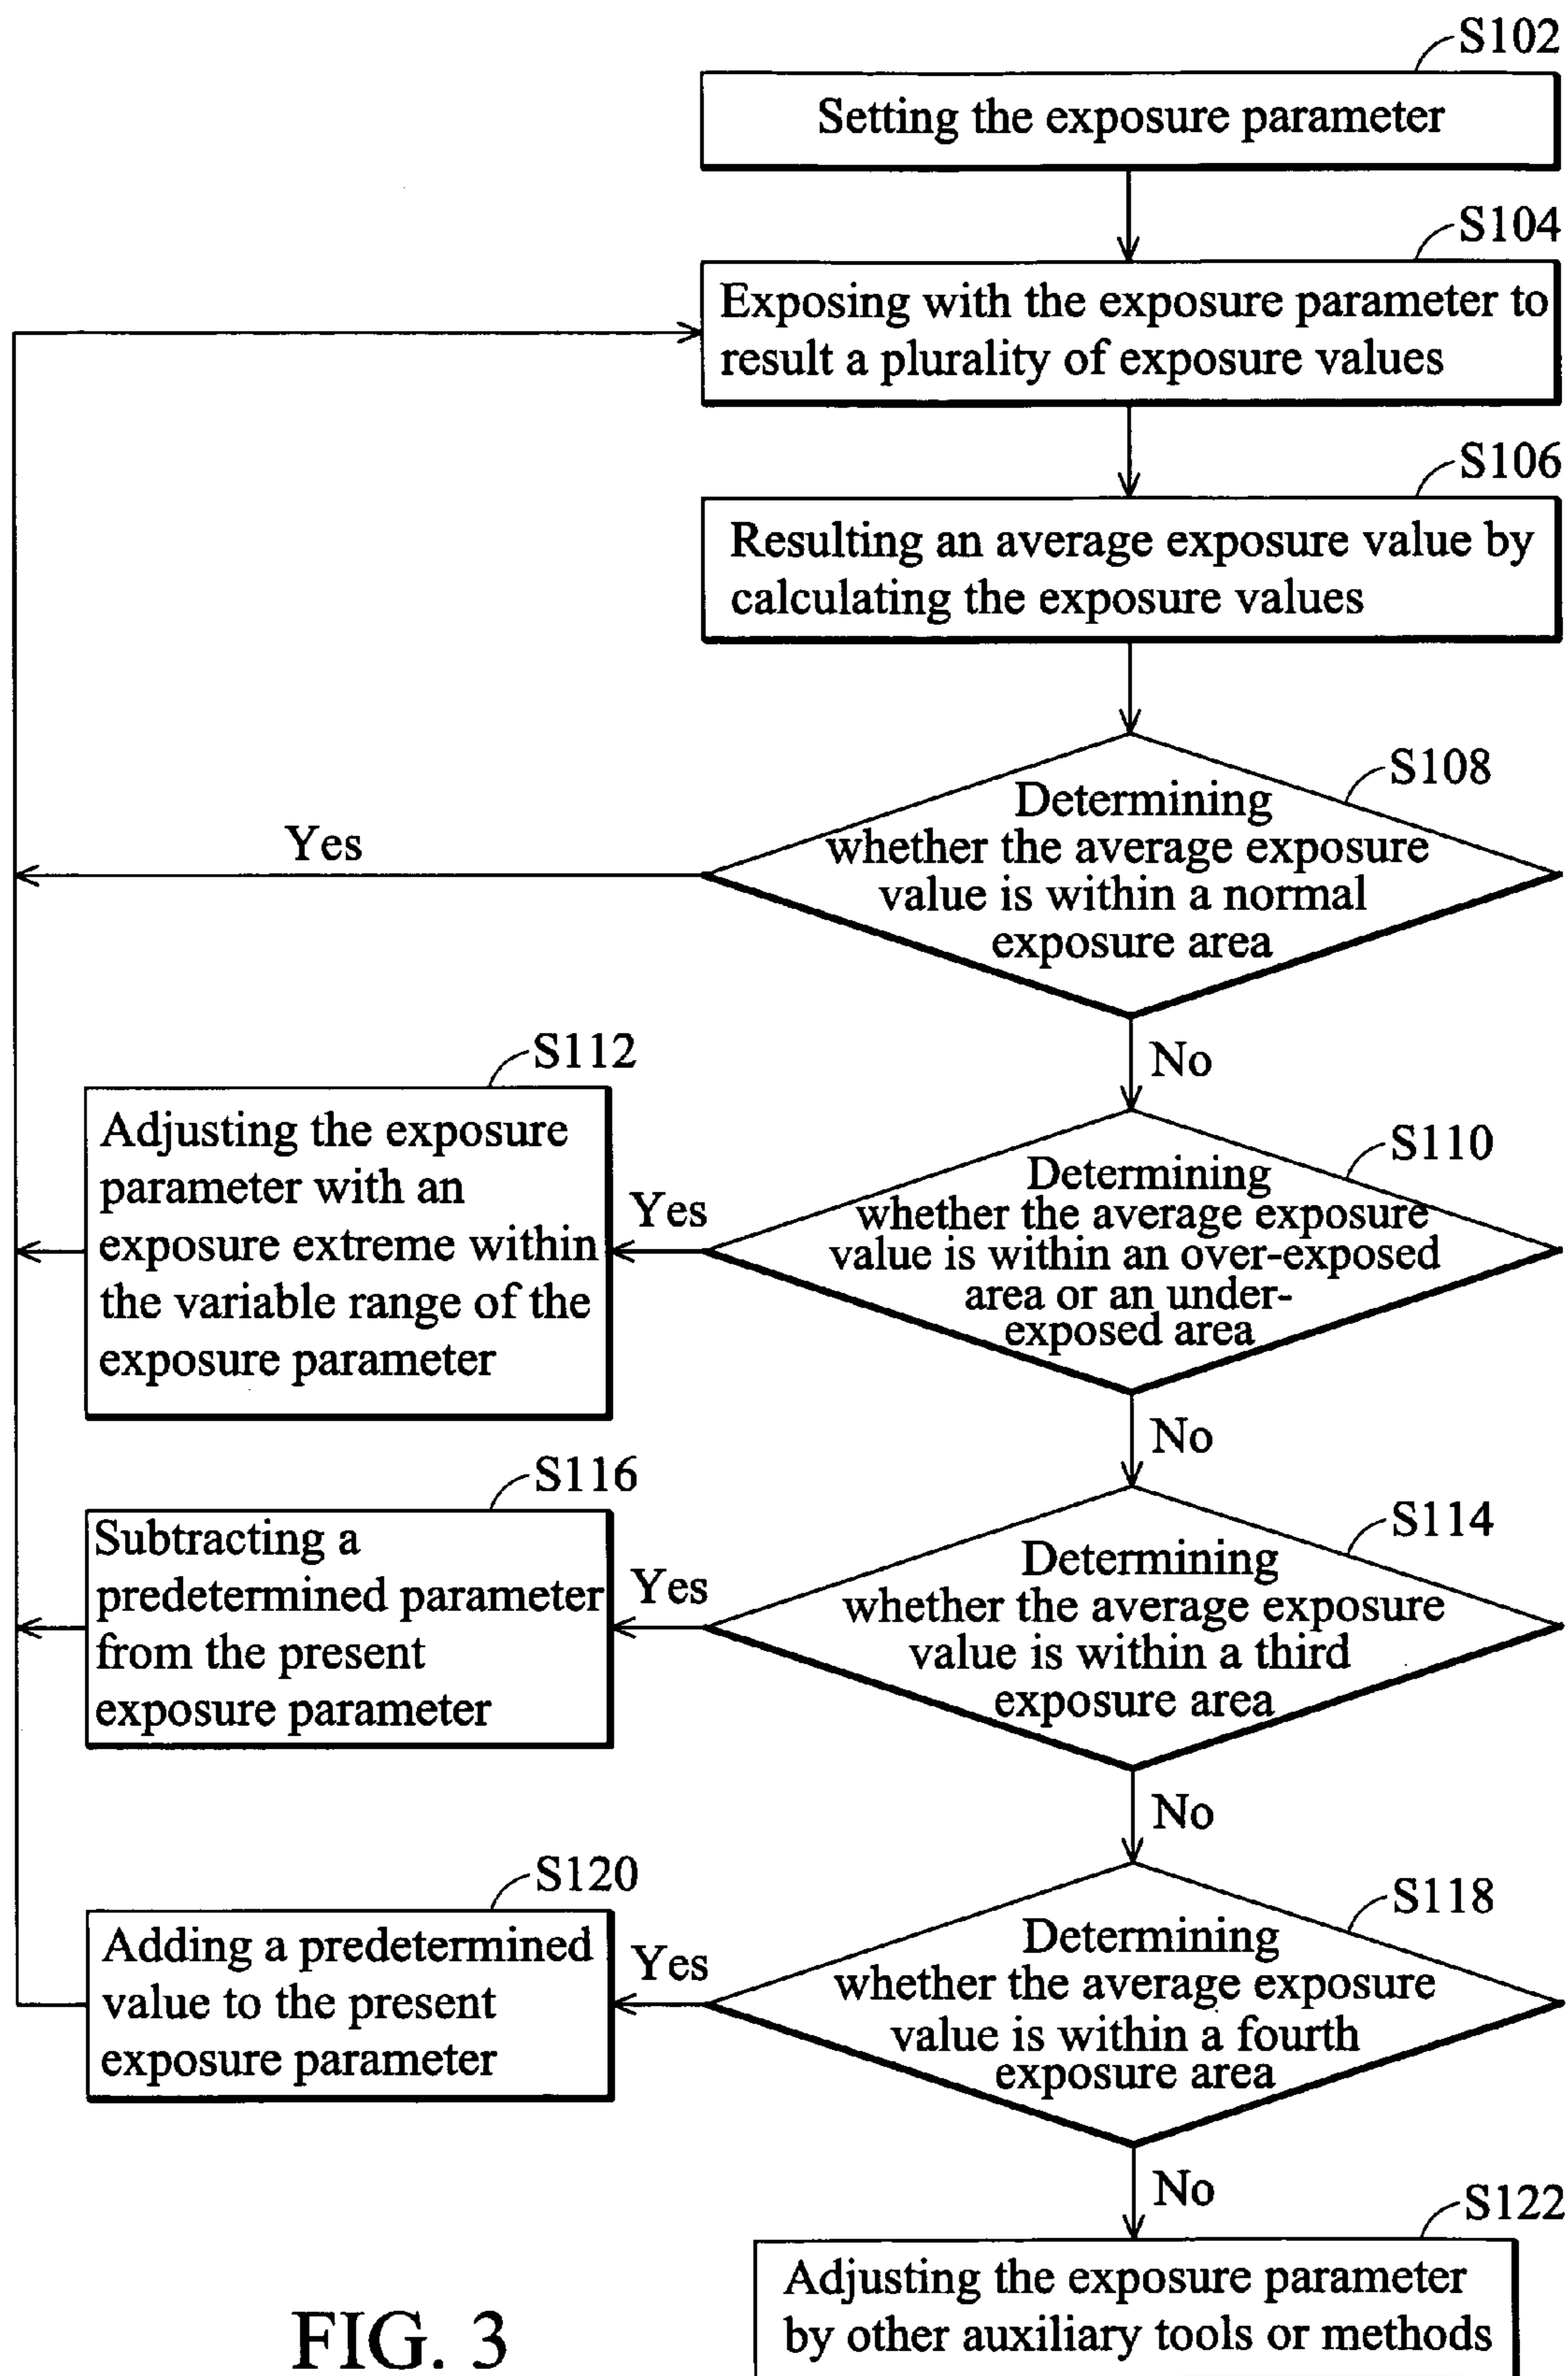 S102
Setting the exposure parameter
S104
Exposing with the exposure parameter to
result a plurality of exposure values
S106
Resulting an average exposure value by
calculating the exposure values
S108
Determining
whether the average exposure
value is within a normal
exposure area
Yes
No
S112
Adjusting the exposure
parameter with an
exposure extreme within
the variable range of the
exposure parameter
Yes
S110
Determining
whether the average exposure
value is within an over-exposed
area or an under-
exposed area
No
S116
Subtracting a
predetermined parameter
from the present
exposure parameter
Yes
S114
Determining
whether the average exposure
value is within a third
exposure area
No
S120
Adding a predetermined
value to the present
exposure parameter
Yes
S118
Determining
whether the average exposure
value is within a fourth
exposure area
No
S122
Adjusting the exposure parameter
by other auxiliary tools or methods
FIG. 3